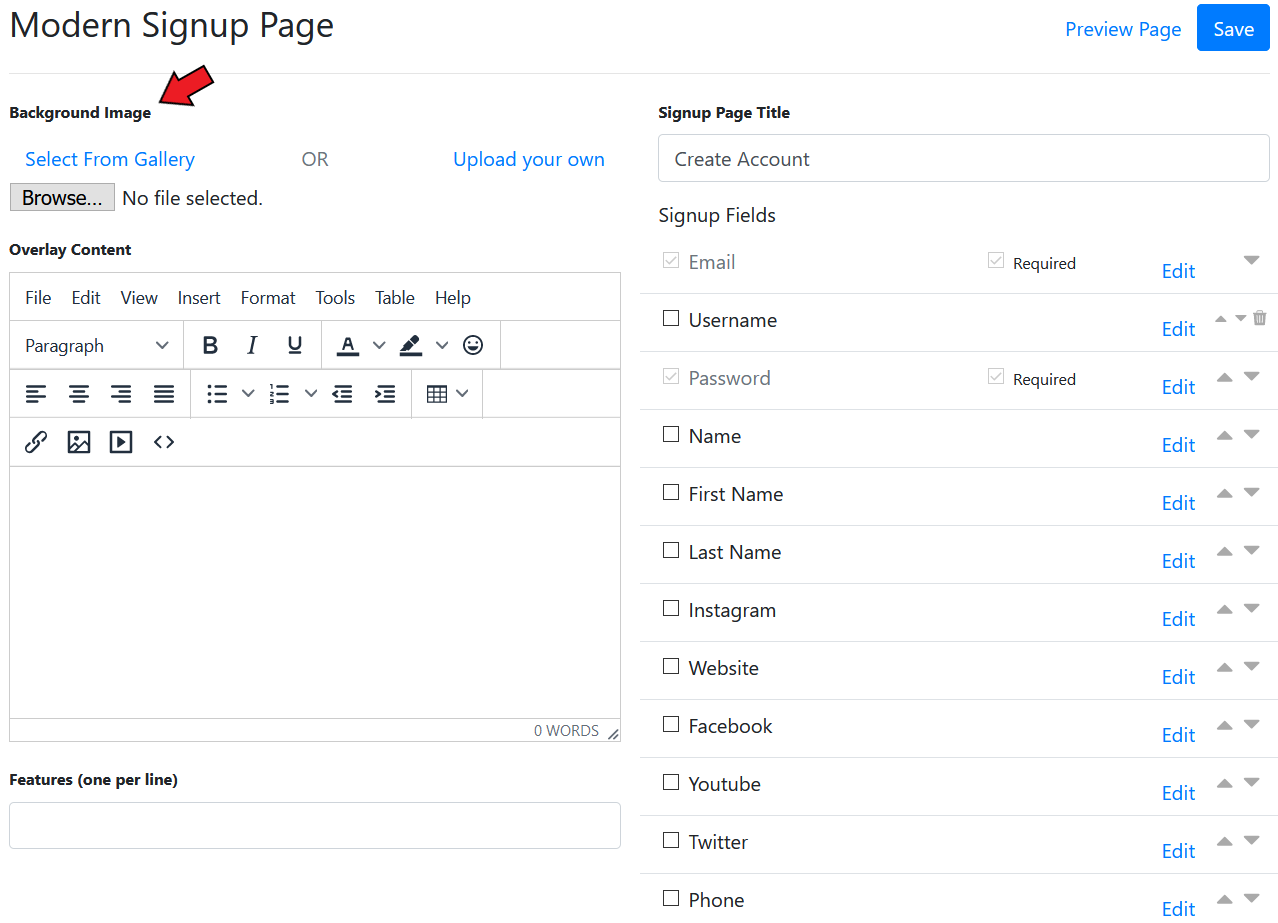 Modern Signup Page
Preview Page Save
Background Image
Select From Gallery OR Upload your own
Browse... No file selected.
Overlay Content
File Edit View Insert Format Tools Table Help
Paragraph B I U A
0 WORDS
Features (one per line)
Signup Page Title
Create Account
Signup Fields
Email Required Edit
Username Edit
Password Required Edit
Name Edit
First Name Edit
Last Name Edit
Instagram Edit
Website Edit
Facebook Edit
Youtube Edit
Twitter Edit
Phone Edit